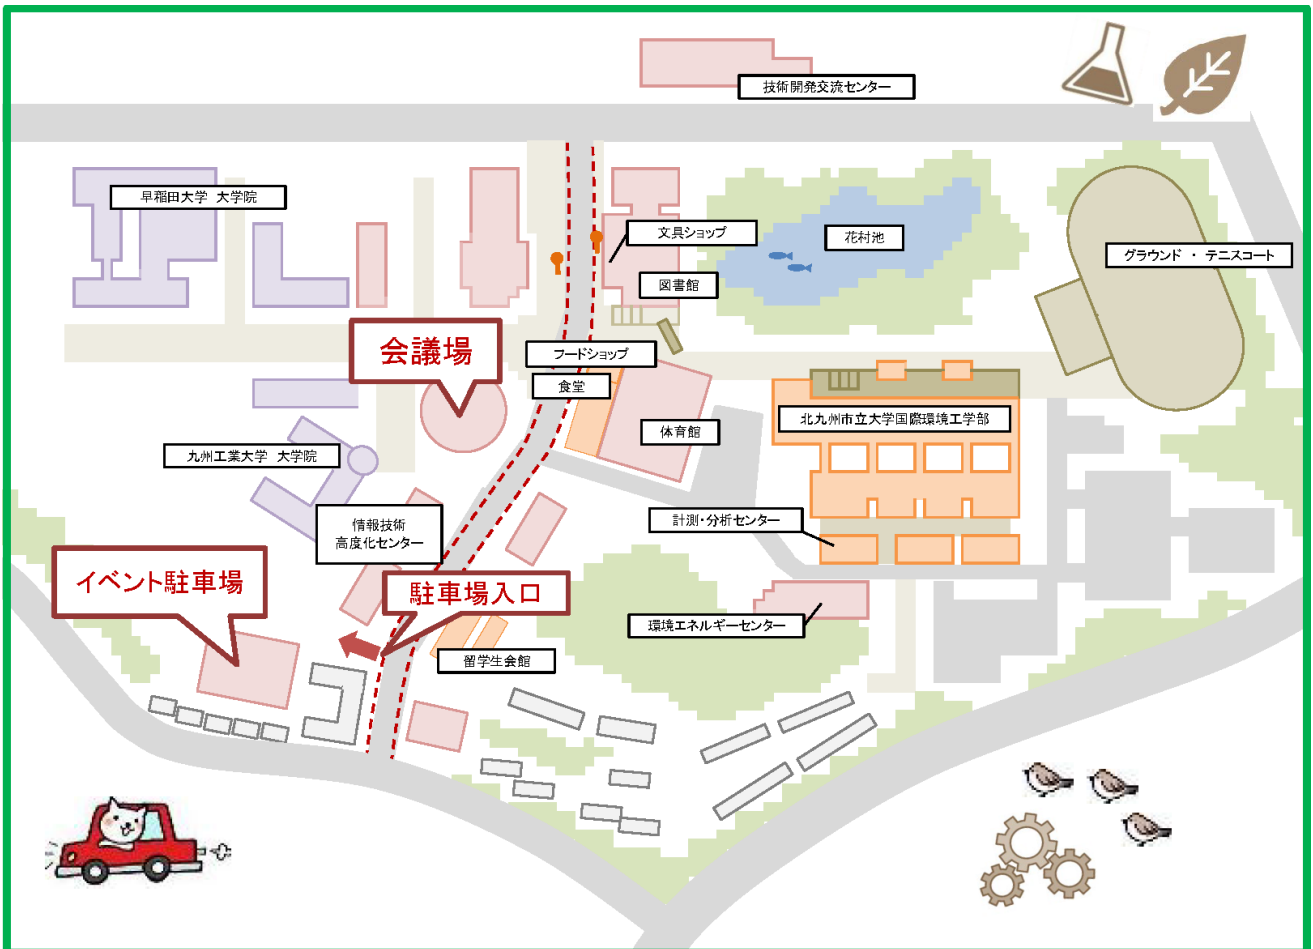 技術開発交流センター
早稲田大学 大学院
文具ショップ
花村池
グラウンド ・ テニスコート
図書館
会議場
フードショップ
食堂
体育館
北九州市立大学国際環境工学部
九州工業大学 大学院
情報技術
高度化センター
計測・分析センター
イベント駐車場
駐車場入口
環境エネルギーセンター
留学生会館